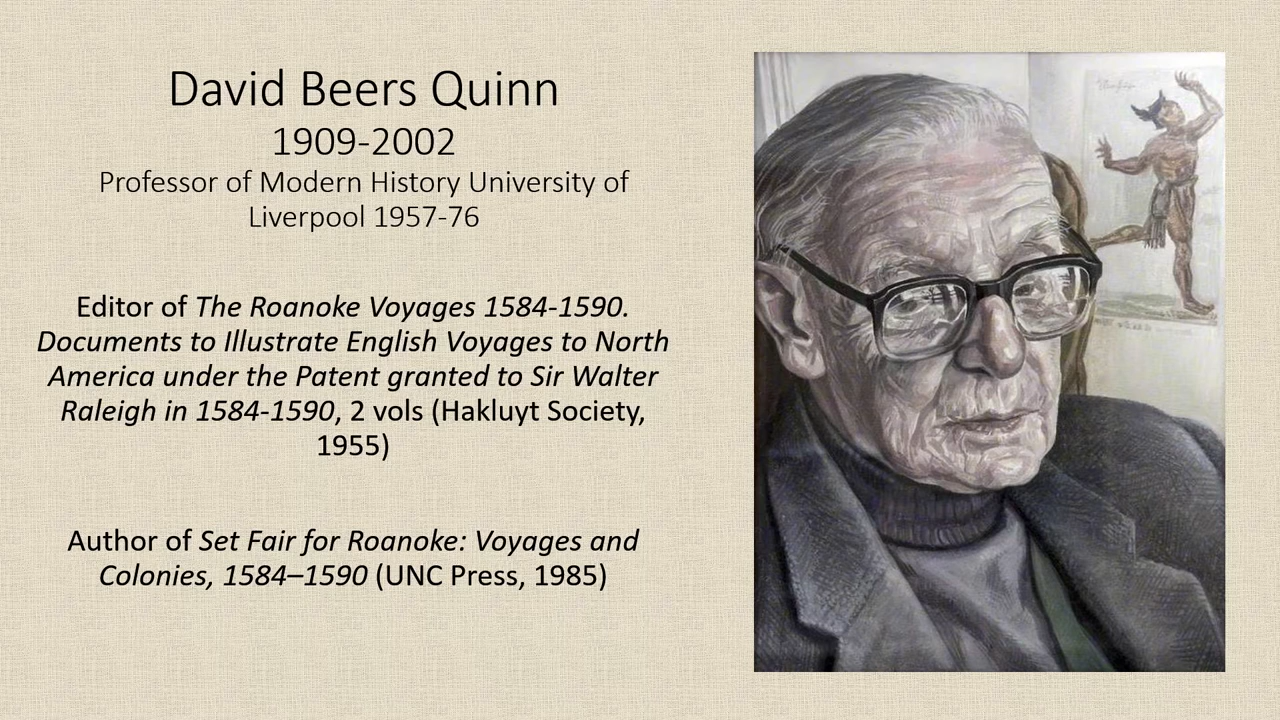 David Beers Quinn
1909-2002
Professor of Modern History University of
Liverpool 1957-76
Editor of The Roanoke Voyages 1584-1590.
Documents to Illustrate English Voyages to North
America under the Patent granted to Sir Walter
Raleigh in 1584-1590, 2 vols (Hakluyt Society,
1955)
Author of Set Fair for Roanoke: Voyages and
Colonies, 1584–1590 (UNC Press, 1985)